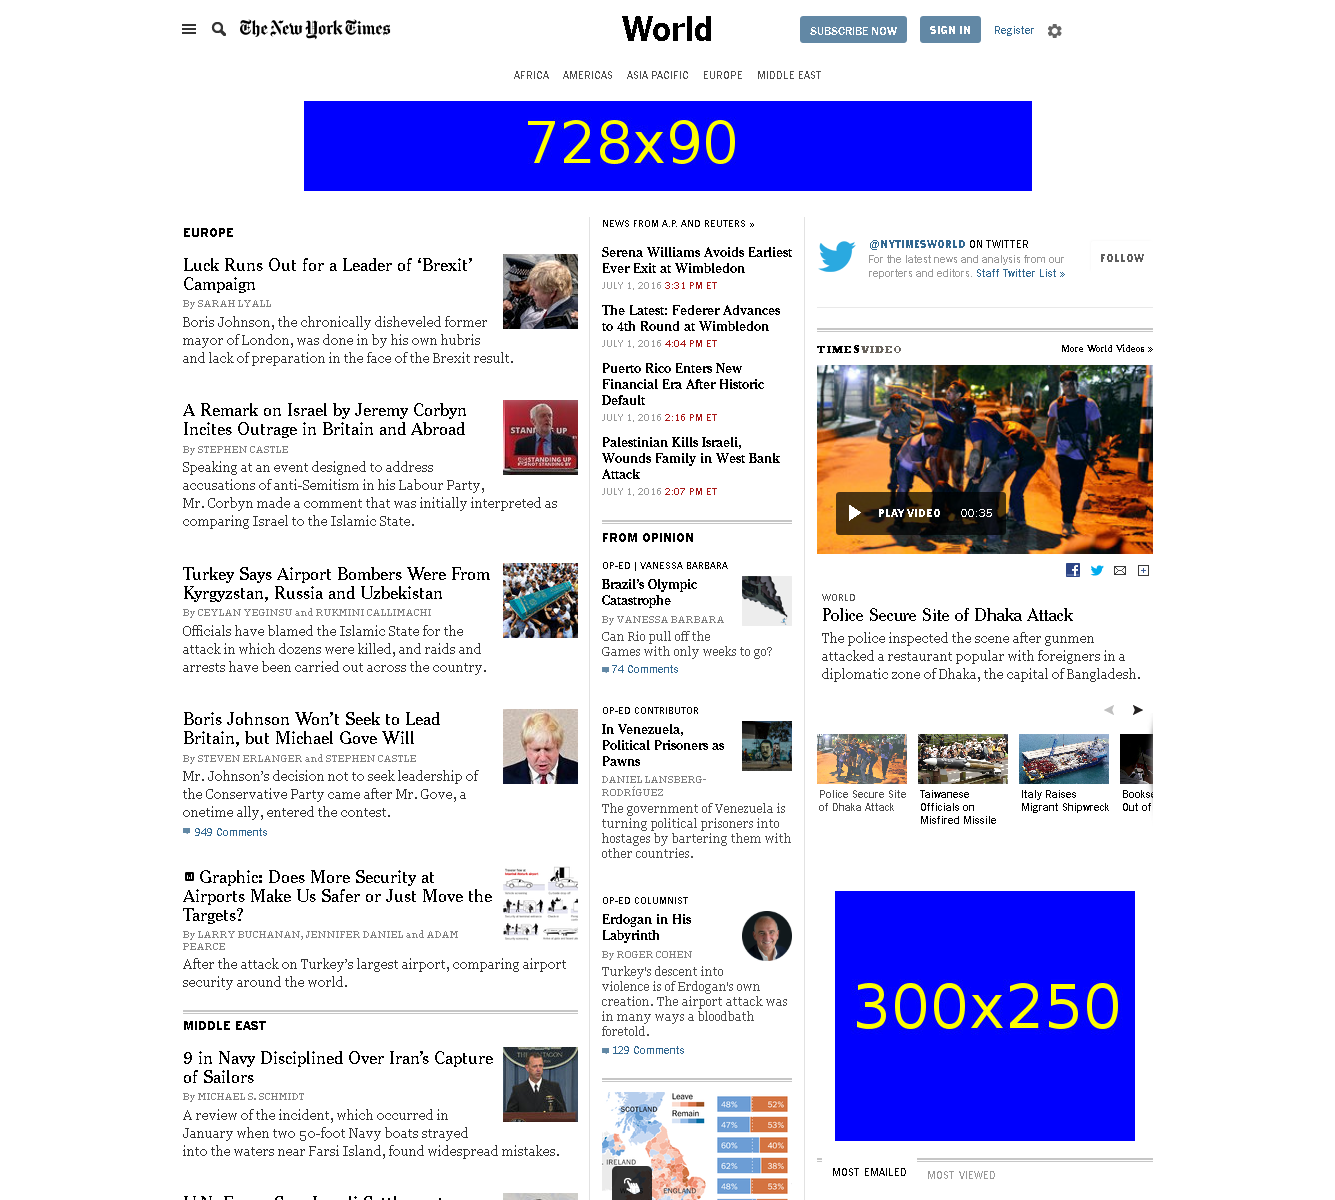 The New York Times
World
SUBSCRIBE NOW
SIGN IN
Register
AFRICA AMERICAS ASIA PACIFIC EUROPE MIDDLE EAST
728x90
EUROPE
Luck Runs Out for a Leader of ‘Brexit’
Campaign
By SARAH LYALL
Boris Johnson, the chronically disheveled former
mayor of London, was done in by his own hubris
and lack of preparation in the face of the Brexit result.
A Remark on Israel by Jeremy Corbyn
Incites Outrage in Britain and Abroad
By STEPHEN CASTLE
Speaking at an event designed to address
accusations of anti-Semitism in his Labour Party,
Mr. Corbyn made a comment that was initially interpreted as
comparing Israel to the Islamic State.
STANDING UP
NOT STANDING BY
Turkey Says Airport Bombers Were From
Kyrgyzstan, Russia and Uzbekistan
By CEYLAN YEGINSU and RUKMINI CALLIMACHI
Officials have blamed the Islamic State for the
attack in which dozens were killed, and raids and
arrests have been carried out across the country.
Boris Johnson Won’t Seek to Lead
Britain, but Michael Gove Will
By STEVEN ERLANGER and STEPHEN CASTLE
Mr. Johnson’s decision not to seek leadership of
the Conservative Party came after Mr. Gove, a
onetime ally, entered the contest.
949 Comments
Graphic: Does More Security at
Airports Make Us Safer or Just Move the
Targets?
By LARRY BUCHANAN, JENNIFER DANIEL and ADAM
PEARCE
After the attack on Turkey’s largest airport, comparing airport
security around the world.
MIDDLE EAST
9 in Navy Disciplined Over Iran’s Capture
of Sailors
By MICHAEL S. SCHMIDT
A review of the incident, which occurred in
January when two 50-foot Navy boats strayed
into the waters near Farsi Island, found widespread mistakes.
THE PENTAGON
NEWS FROM A.P. AND REUTERS »
Serena Williams Avoids Earliest
Ever Exit at Wimbledon
JULY 1, 2016 3:31 PM ET
The Latest: Federer Advances
to 4th Round at Wimbledon
JULY 1, 2016 4:04 PM ET
Puerto Rico Enters New
Financial Era After Historic
Default
JULY 1, 2016 2:16 PM ET
Palestinian Kills Israeli,
Wounds Family in West Bank
Attack
JULY 1, 2016 2:07 PM ET
FROM OPINION
OP-ED | VANESSA BARBARA
Brazil’s Olympic
Catastrophe
By VANESSA BARBARA
Can Rio pull off the
Games with only weeks to go?
74 Comments
OP-ED CONTRIBUTOR
In Venezuela,
Political Prisoners as
Pawns
DANIEL LANSBERG-
RODRÍGUEZ
The government of Venezuela is
turning political prisoners into
hostages by bartering them with
other countries.
OP-ED COLUMNIST
Erdogan in His
Labyrinth
By ROGER COHEN
Turkey's descent into
violence is of Erdogan's own
creation. The airport attack was
in many ways a bloodbath
foretold.
129 Comments
Leave
Remain
SCOTLAND
IRELAND
ENGLAND
48% 52%
47% 53%
60% 40%
62% 38%
48% 53%
@NYTIMESWORLD ON TWITTER
For the latest news and analysis from our
reporters and editors. Staff Twitter List »
FOLLOW
TIMESVIDEO
More World Videos »
PLAY VIDEO 00:35
WORLD
Police Secure Site of Dhaka Attack
The police inspected the scene after gunmen
attacked a restaurant popular with foreigners in a
diplomatic zone of Dhaka, the capital of Bangladesh.
Police Secure Site
of Dhaka Attack
Taiwanese
Officials on
Misfired Missile
Italy Raises
Migrant Shipwreck
Out of
300x250
MOST EMAILED
MOST VIEWED